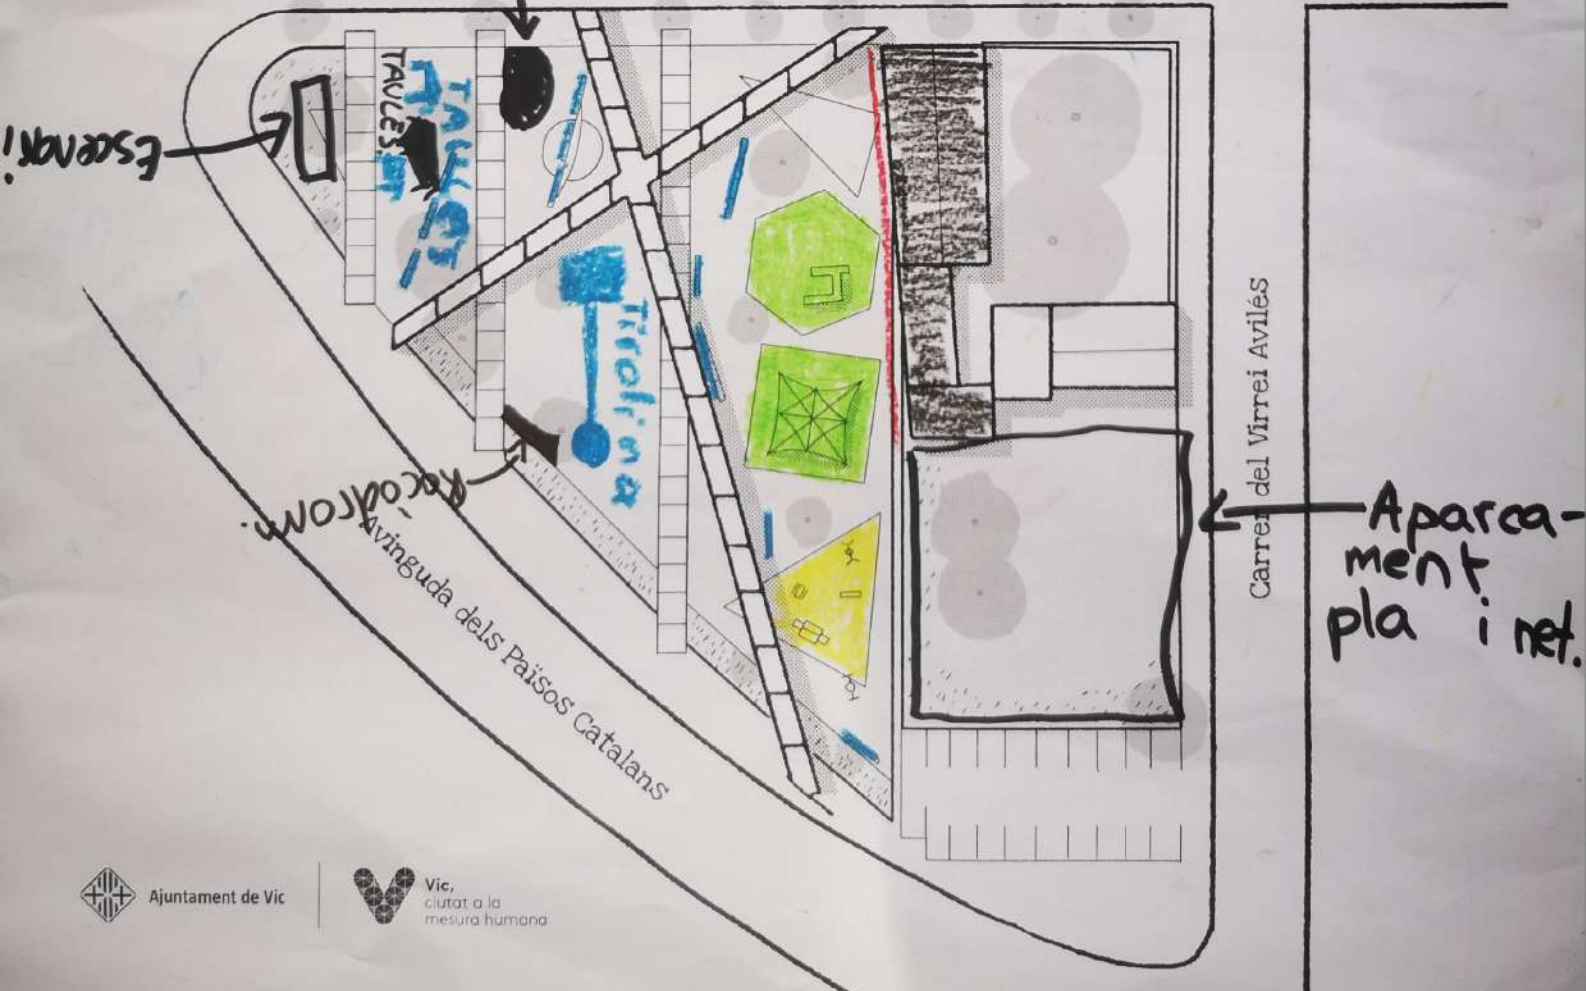 Escenari
TAULES
Tirolina
Rocòdrom.
Avinguda dels Països Catalans
Carrer del Virrei Avilés
Aparca-
ment
pla i net.
Ajuntament de Vic
Vic,
ciutat a la
mesura humana